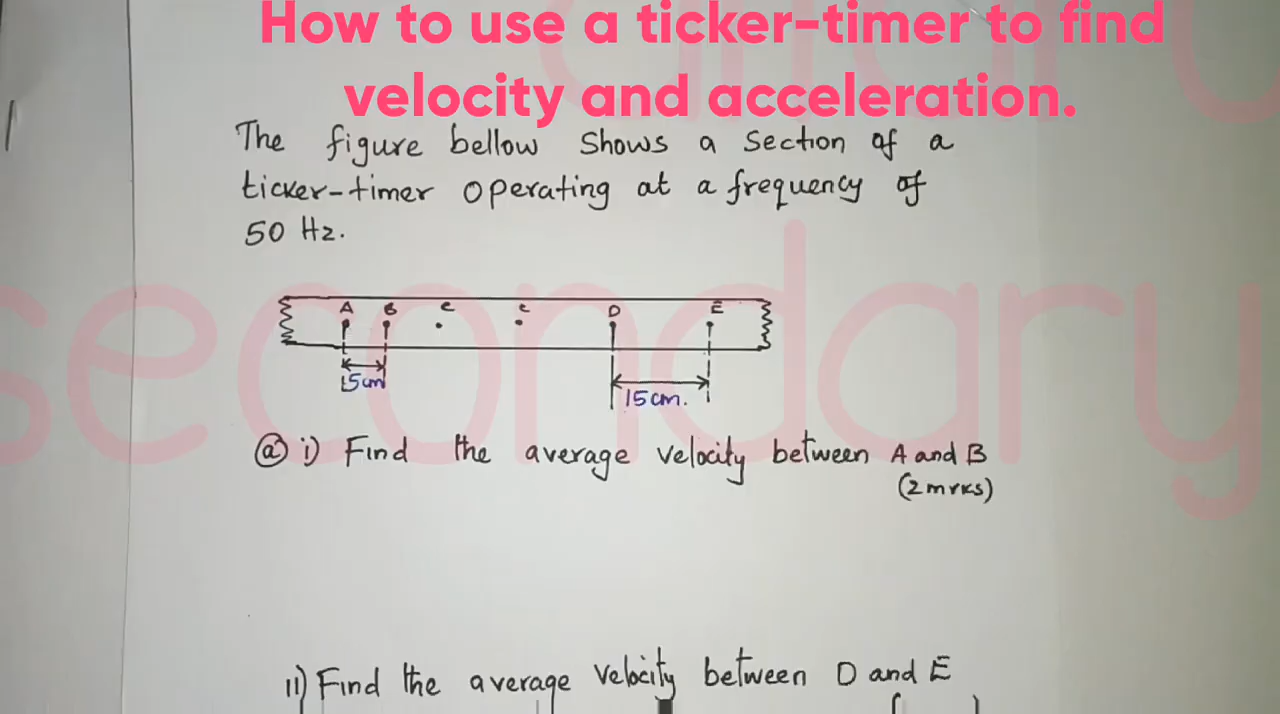 How to use a ticker-timer to find
velocity and acceleration.
The figure bellow Shows a Section of a
ticker-timer operating at a frequency of
50 Hz.
A B c c D E
5cm
15cm.
(a) i) Find the average velocity between A and B
(2mrks)
ii) Find the average velocity between D and E
secondary